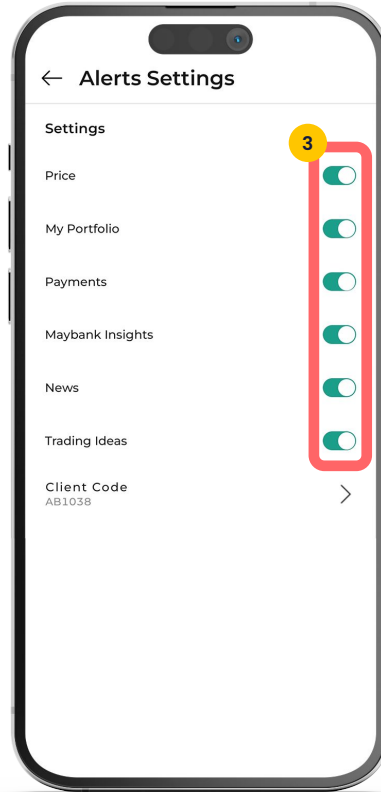 Alerts Settings
Settings
3
Price
My Portfolio
Payments
Maybank Insights
News
Trading Ideas
Client Code
AB1038